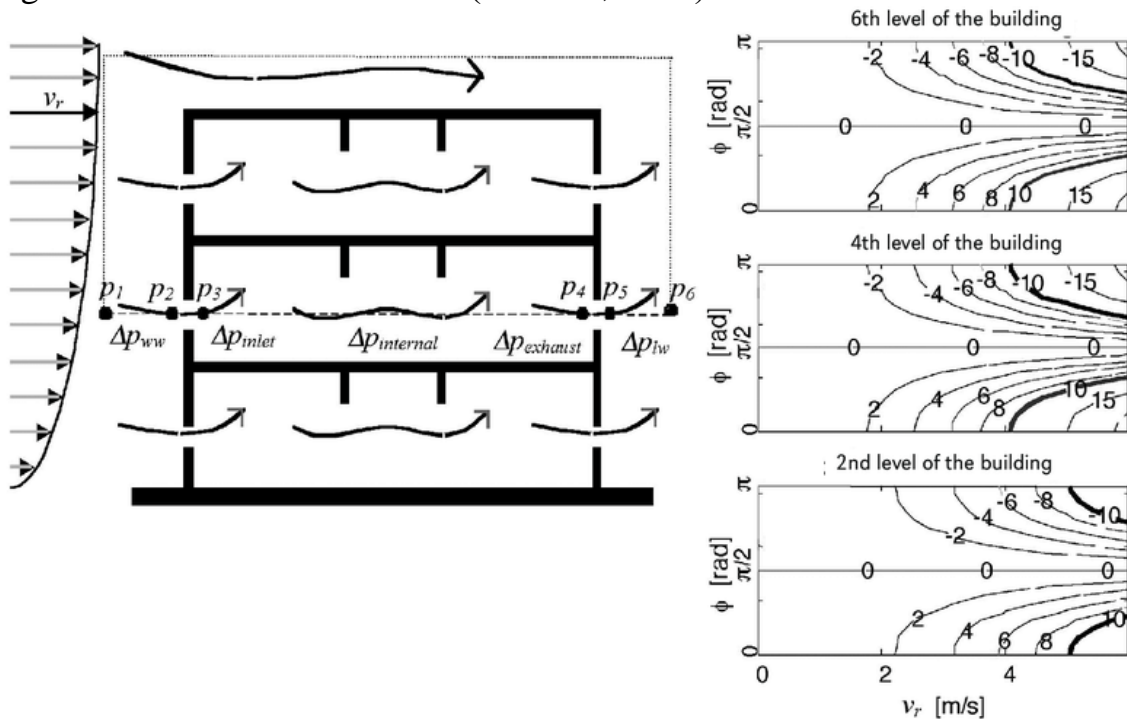 v_r
p_1 p_2 p_3 p_4 p_5 p_6
Δp_ww Δp_inlet Δp_internal Δp_exhaust Δp_lw
6th level of the building
π
-2 -4 -6 -8 -10 -15
ϕ [rad]
π/2
0 0 0
2 4 6 8 10 15
0
4th level of the building
π
-2 -4 -6 -8 -10 -15
ϕ [rad]
π/2
0 0 0
2 4 6 8 10 15
0
2nd level of the building
π
-2 -4 -6 -8 -10
ϕ [rad]
π/2
0 0 0
2 4 6 8 10
0
0 2 4
v_r [m/s]